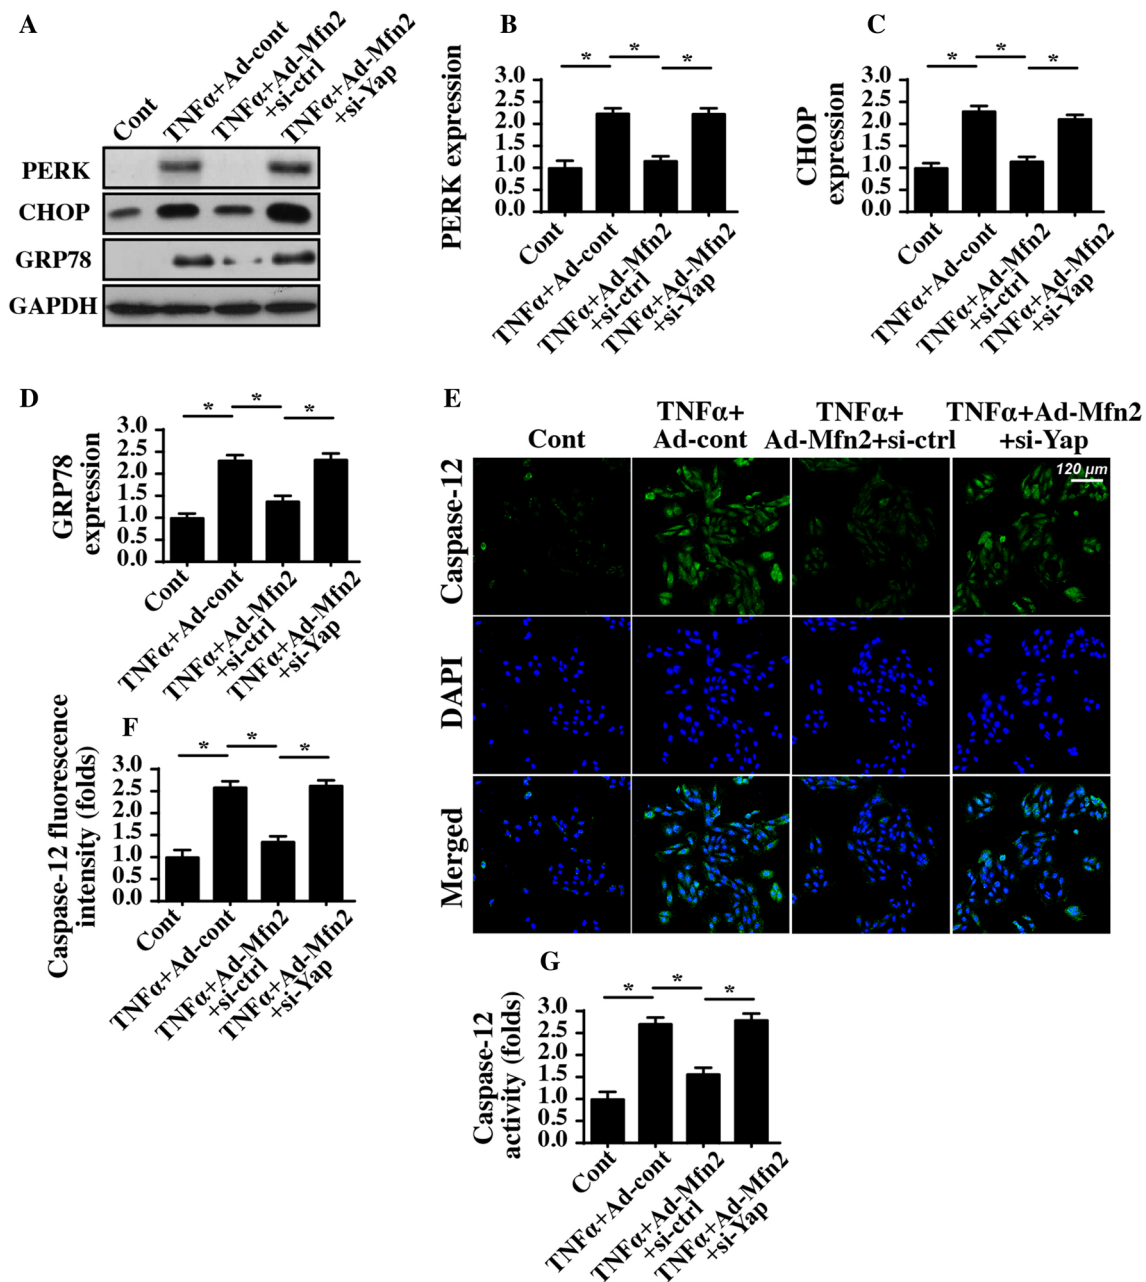 A
Cont
TNFα+Ad-cont
TNFα+Ad-Mfn2
+si-ctrl
TNFα+Ad-Mfn2
+si-Yap
PERK
CHOP
GRP78
GAPDH
B
PERK expression
* * *
3.0
2.5
2.0
1.5
1.0
0.5
0.0
Cont
TNFα+Ad-cont
TNFα+Ad-Mfn2
+si-ctrl
TNFα+Ad-Mfn2
+si-Yap
C
CHOP
expression
* * *
3.0
2.5
2.0
1.5
1.0
0.5
0.0
Cont
TNFα+Ad-cont
TNFα+Ad-Mfn2
+si-ctrl
TNFα+Ad-Mfn2
+si-Yap
D
GRP78
expression
* * *
3.0
2.5
2.0
1.5
1.0
0.5
0.0
Cont
TNFα+Ad-cont
TNFα+Ad-Mfn2
+si-ctrl
TNFα+Ad-Mfn2
+si-Yap
E
Cont
TNFα+
Ad-cont
TNFα+
Ad-Mfn2+si-ctrl
TNFα+Ad-Mfn2
+si-Yap
120 µm
Caspase-12
DAPI
Merged
F
Caspase-12 fluorescence
intensity (folds)
* * *
3.0
2.5
2.0
1.5
1.0
0.5
0.0
Cont
TNFα+Ad-cont
TNFα+Ad-Mfn2
+si-ctrl
TNFα+Ad-Mfn2
+si-Yap
G
Caspase-12
activity (folds)
* * *
3.0
2.5
2.0
1.5
1.0
0.5
0.0
Cont
TNFα+Ad-cont
TNFα+Ad-Mfn2
+si-ctrl
TNFα+Ad-Mfn2
+si-Yap